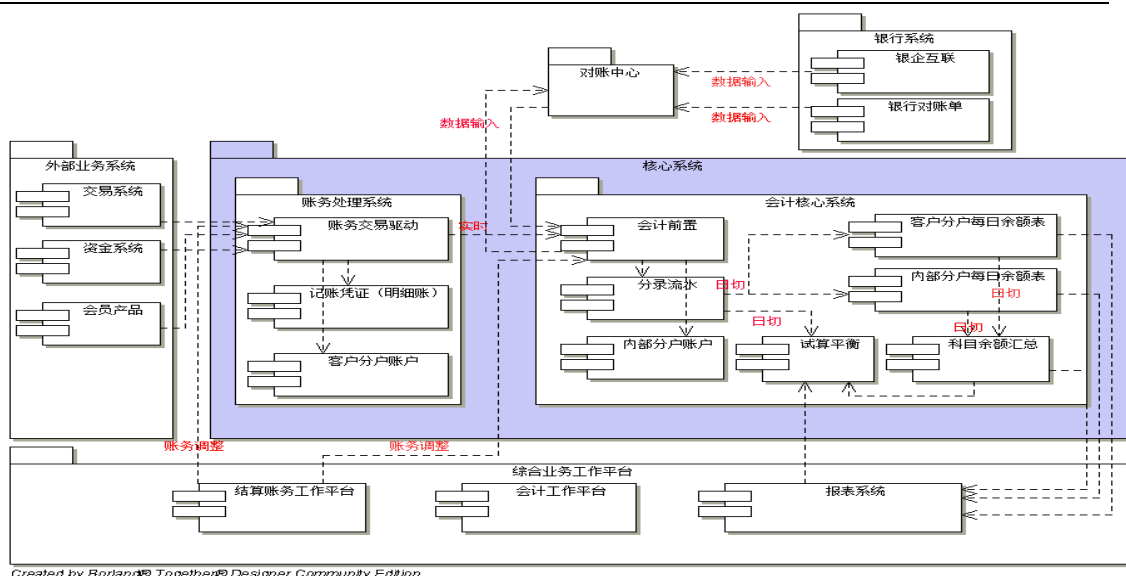 银行系统
银企互联
对账中心
数据输入
银行对账单
数据输入
数据输入
外部业务系统
核心系统
交易系统
账务处理系统
会计核心系统
账务交易驱动
实时
会计前置
客户分户每日余额表
资金系统
记账凭证（明细账）
分录流水
日切
内部分户每日余额表
日切
会员产品
日切
日切
客户分户账户
内部分户账户
试算平衡
科目余额汇总
账务调整
账务调整
综合业务工作平台
结算账务工作平台
会计工作平台
报表系统
Created by Borland® Together® Designer Community Edition